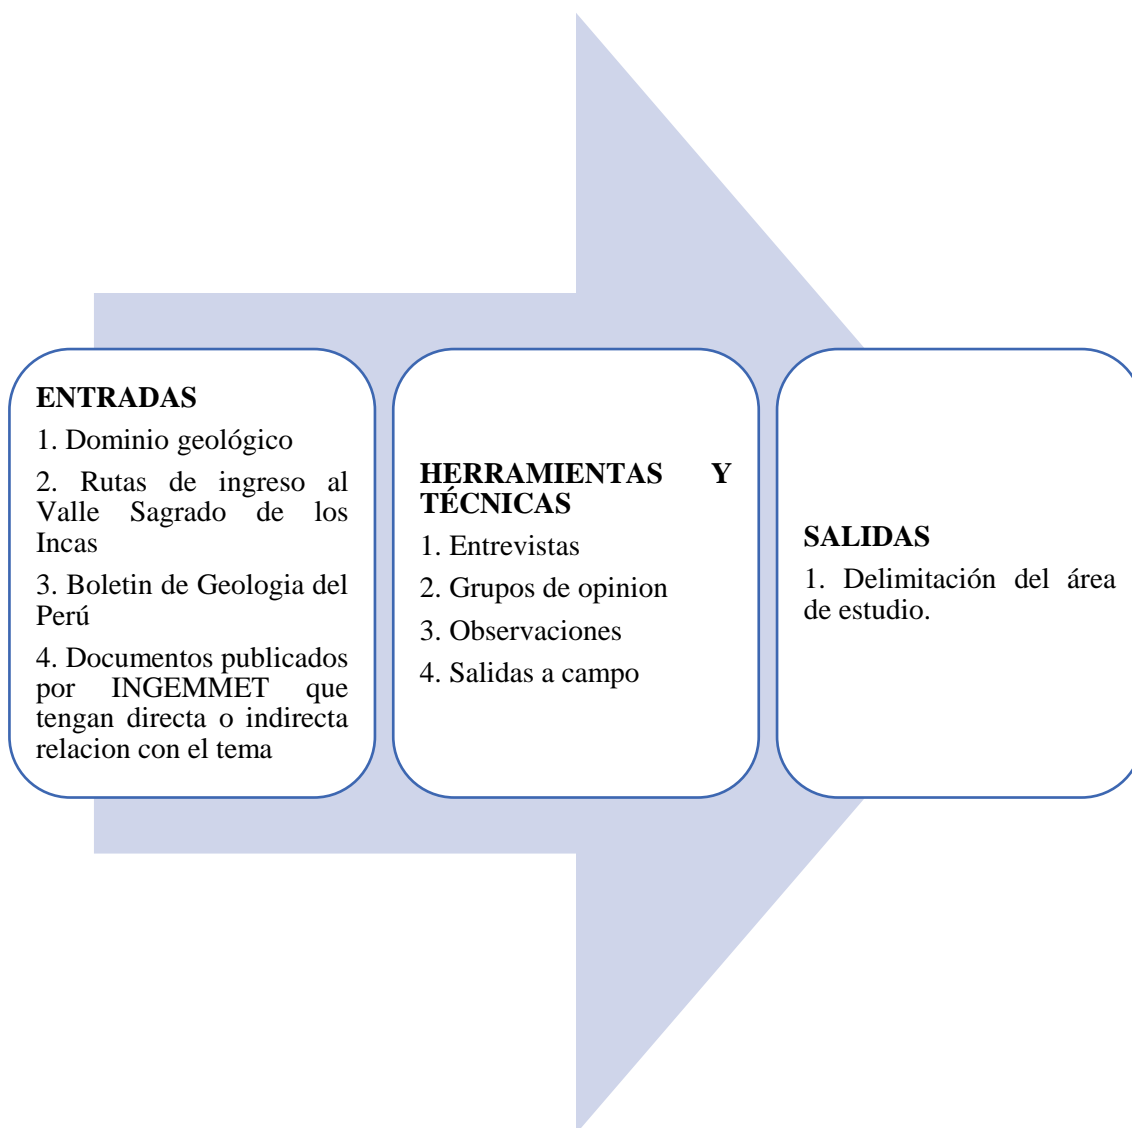 ENTRADAS
1. Dominio geológico
2. Rutas de ingreso al
Valle Sagrado de los
Incas
3. Boletin de Geologia del
Perú
4. Documentos publicados
por INGEMMET que
tengan directa o indirecta
relacion con el tema
HERRAMIENTAS Y
TÉCNICAS
1. Entrevistas
2. Grupos de opinion
3. Observaciones
4. Salidas a campo
SALIDAS
1. Delimitación del área
de estudio.